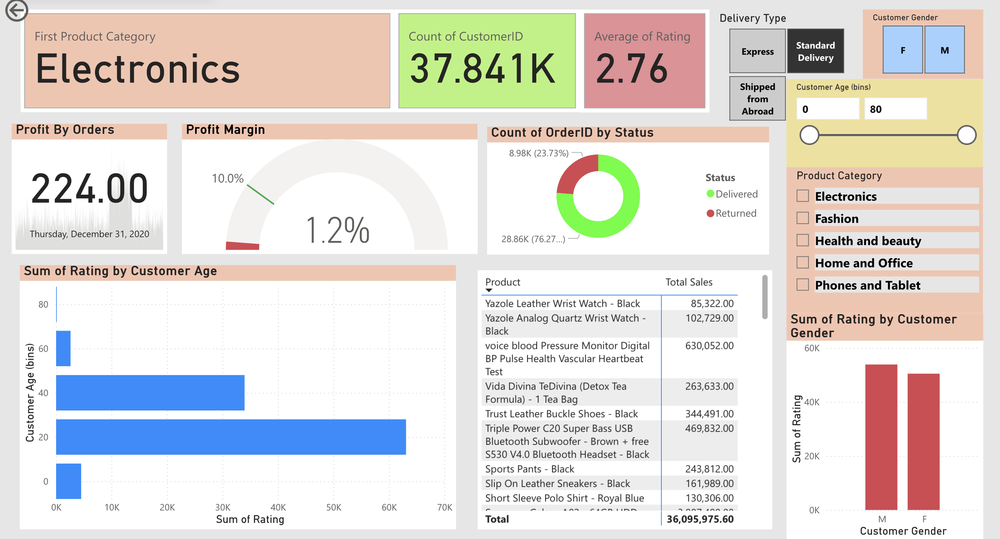 First Product Category
Electronics
Count of CustomerID
37.841K
Average of Rating
2.76
Delivery Type
Express
Standard
Delivery
Shipped
from
Abroad
Customer Gender
F
M
Customer Age (bins)
0
80
Profit By Orders
224.00
Thursday, December 31, 2020
Profit Margin
10.0%
1.2%
Count of OrderID by Status
8.98K (23.73%)
28.86K (76.27...)
Status
Delivered
Returned
Product Category
Electronics
Fashion
Health and beauty
Home and Office
Phones and Tablet
Sum of Rating by Customer Age
Customer Age (bins)
80
60
40
20
0
0K 10K 20K 30K 40K 50K 60K 70K
Sum of Rating
Product Total Sales
Yazole Leather Wrist Watch - Black 85,322.00
Yazole Analog Quartz Wrist Watch - 102,729.00
Black
voice blood Pressure Monitor Digital 630,052.00
BP Pulse Health Vascular Heartbeat
Test
Vida Divina TeDivina (Detox Tea 263,633.00
Formula) - 1 Tea Bag
Trust Leather Buckle Shoes - Black 344,491.00
Triple Power C20 Super Bass USB 469,832.00
Bluetooth Subwoofer - Brown + free
S530 V4.0 Bluetooth Headset - Black
Sports Pants - Black 243,812.00
Slip On Leather Sneakers - Black 161,989.00
Short Sleeve Polo Shirt - Royal Blue 130,306.00
Total 36,095,975.60
Sum of Rating by Customer
Gender
Sum of Rating
60K
40K
20K
0K
M F
Customer Gender